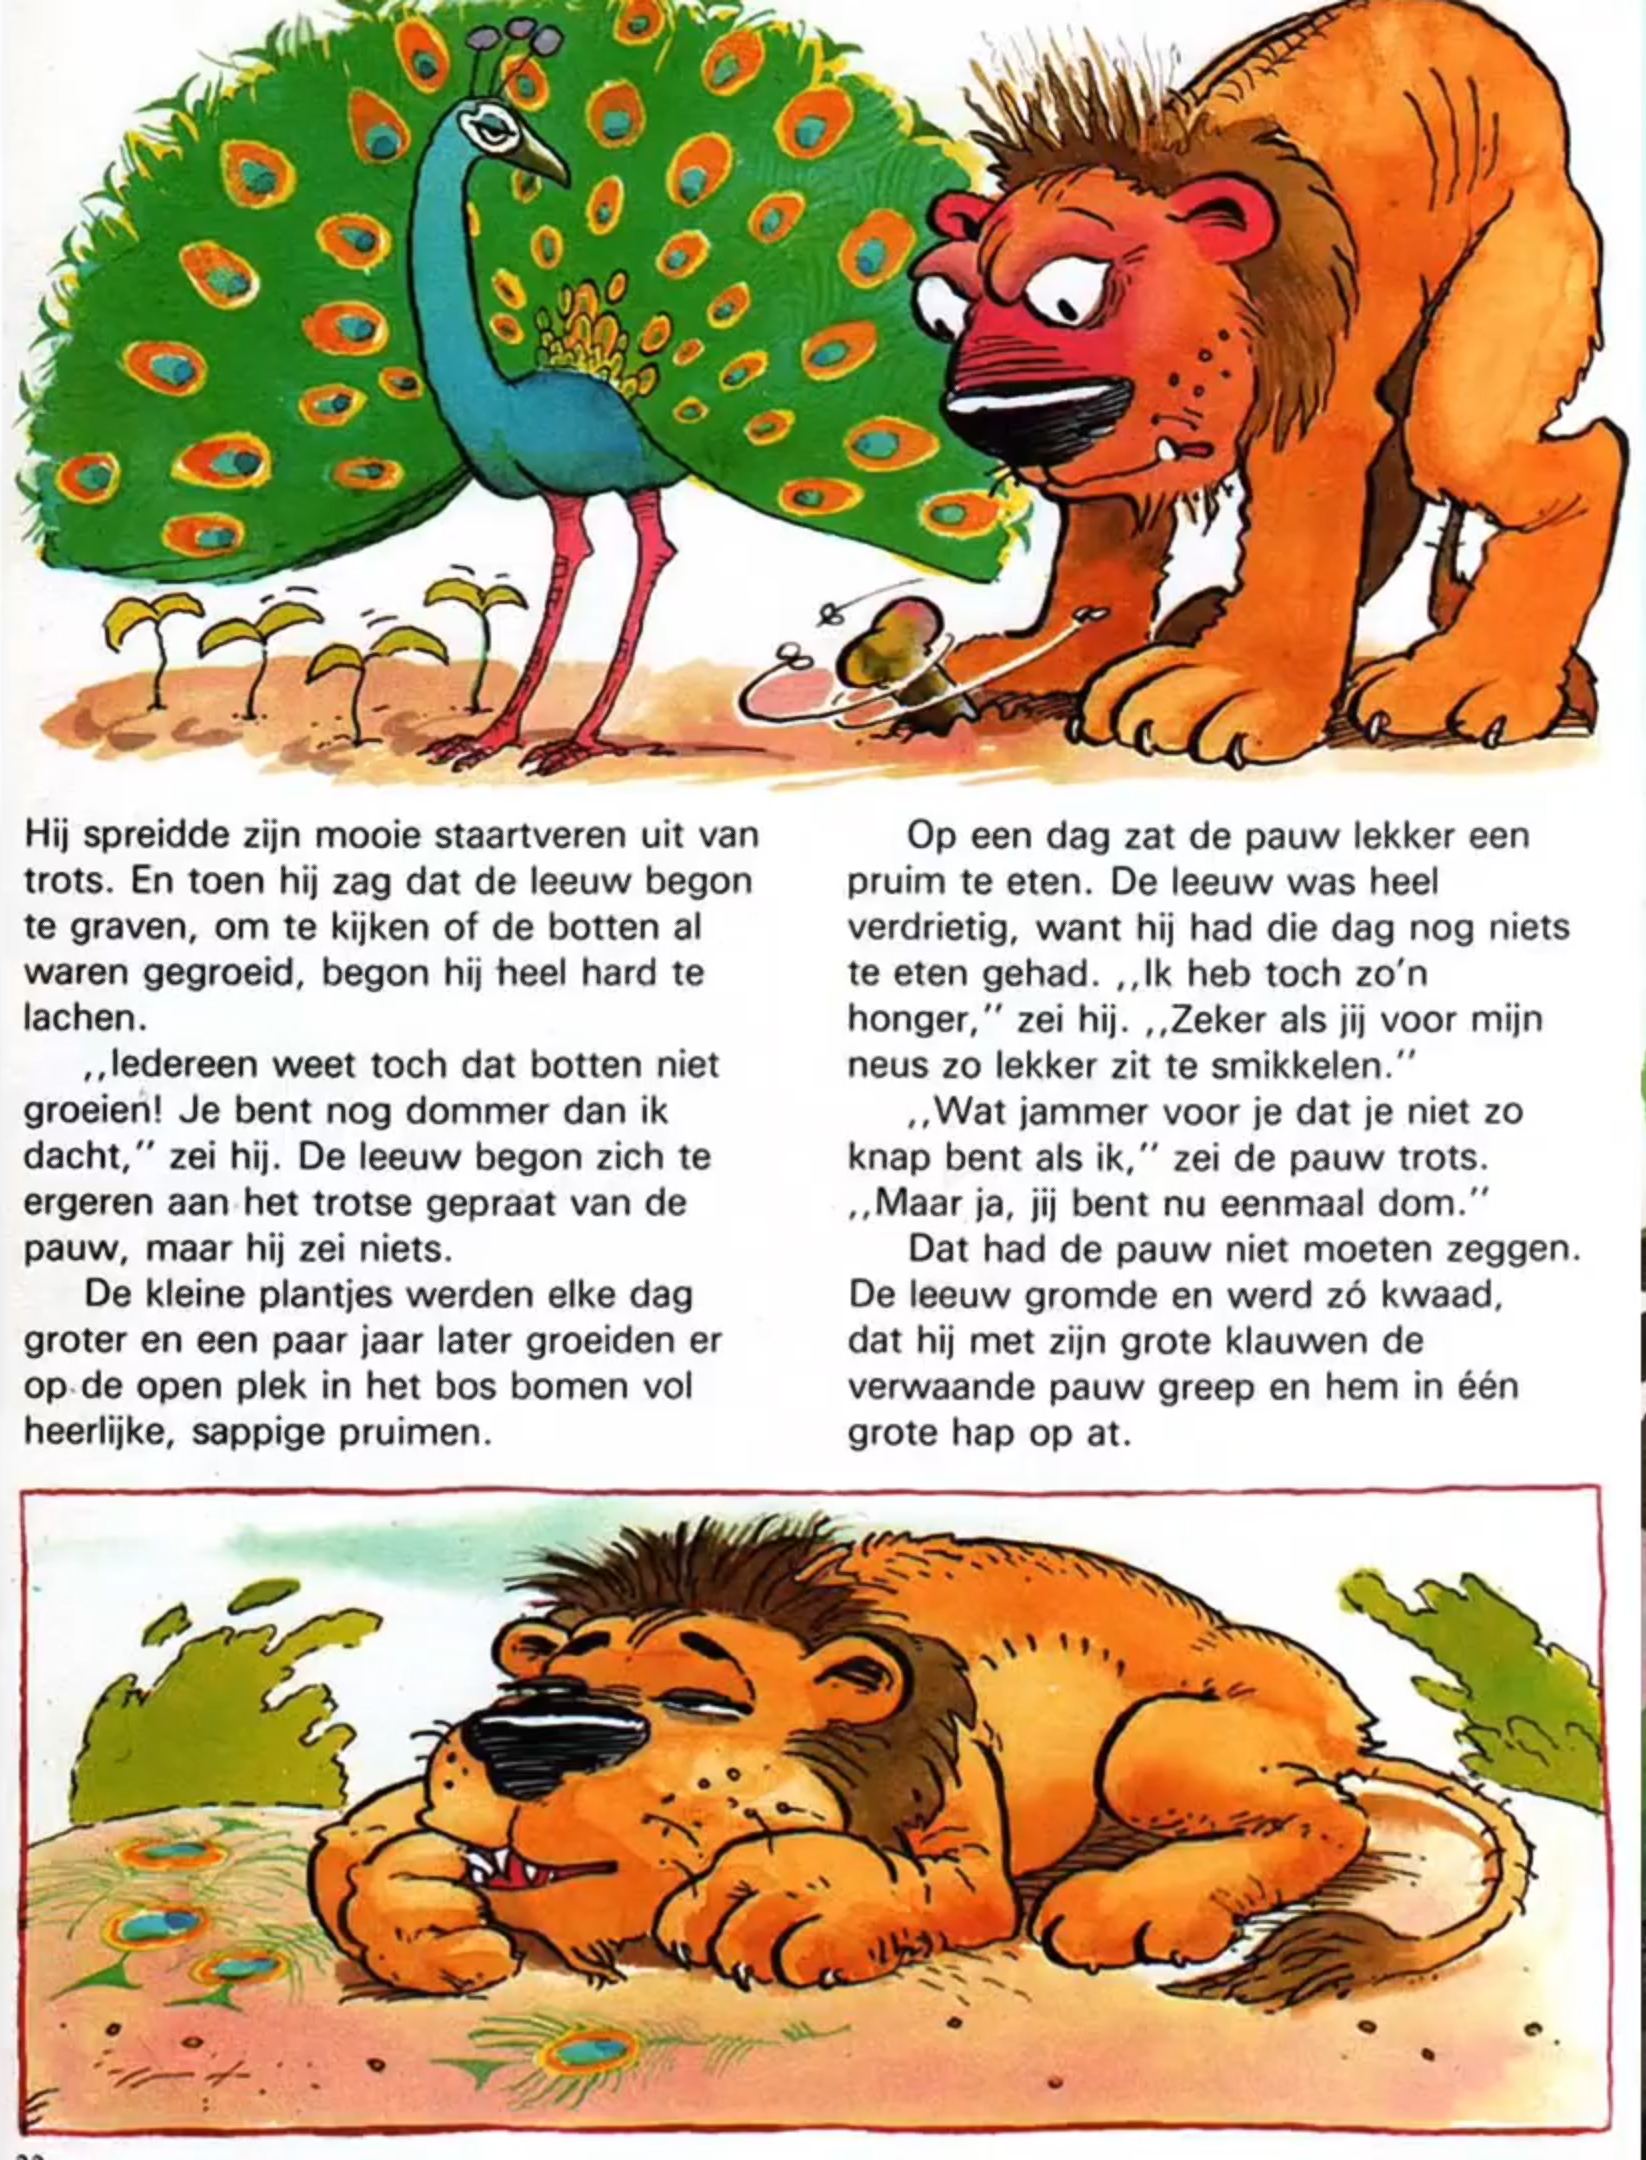 Hij spreidde zijn mooie staartveren uit van
trots. En toen hij zag dat de leeuw begon
te graven, om te kijken of de botten al
waren gegroeid, begon hij heel hard te
lachen.
,,Iedereen weet toch dat botten niet
groeien! Je bent nog dommer dan ik
dacht,’’ zei hij. De leeuw begon zich te
ergeren aan het trotse gepraat van de
pauw, maar hij zei niets.
De kleine plantjes werden elke dag
groter en een paar jaar later groeiden er
op de open plek in het bos bomen vol
heerlijke, sappige pruimen.
Op een dag zat de pauw lekker een
pruim te eten. De leeuw was heel
verdrietig, want hij had die dag nog niets
te eten gehad. ,,Ik heb toch zo’n
honger,’’ zei hij. ,,Zeker als jij voor mijn
neus zo lekker zit te smikkelen.’’
,,Wat jammer voor je dat je niet zo
knap bent als ik,’’ zei de pauw trots.
,,Maar ja, jij bent nu eenmaal dom.’’
Dat had de pauw niet moeten zeggen.
De leeuw gromde en werd zó kwaad,
dat hij met zijn grote klauwen de
verwaande pauw greep en hem in één
grote hap op at.